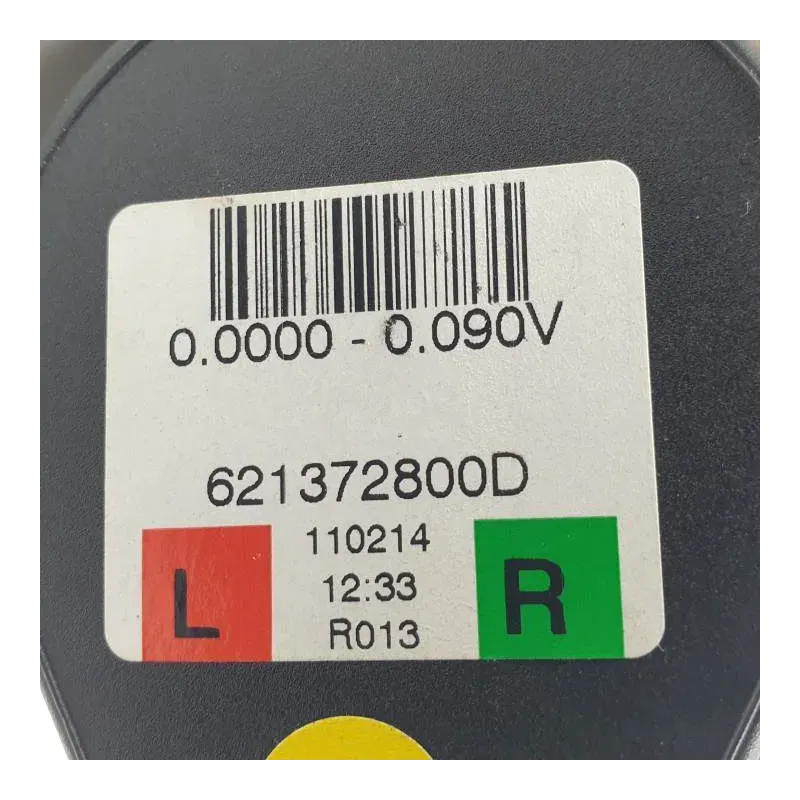 0.0000 - 0.090V
621372800D
L 110214 R
12:33
R013